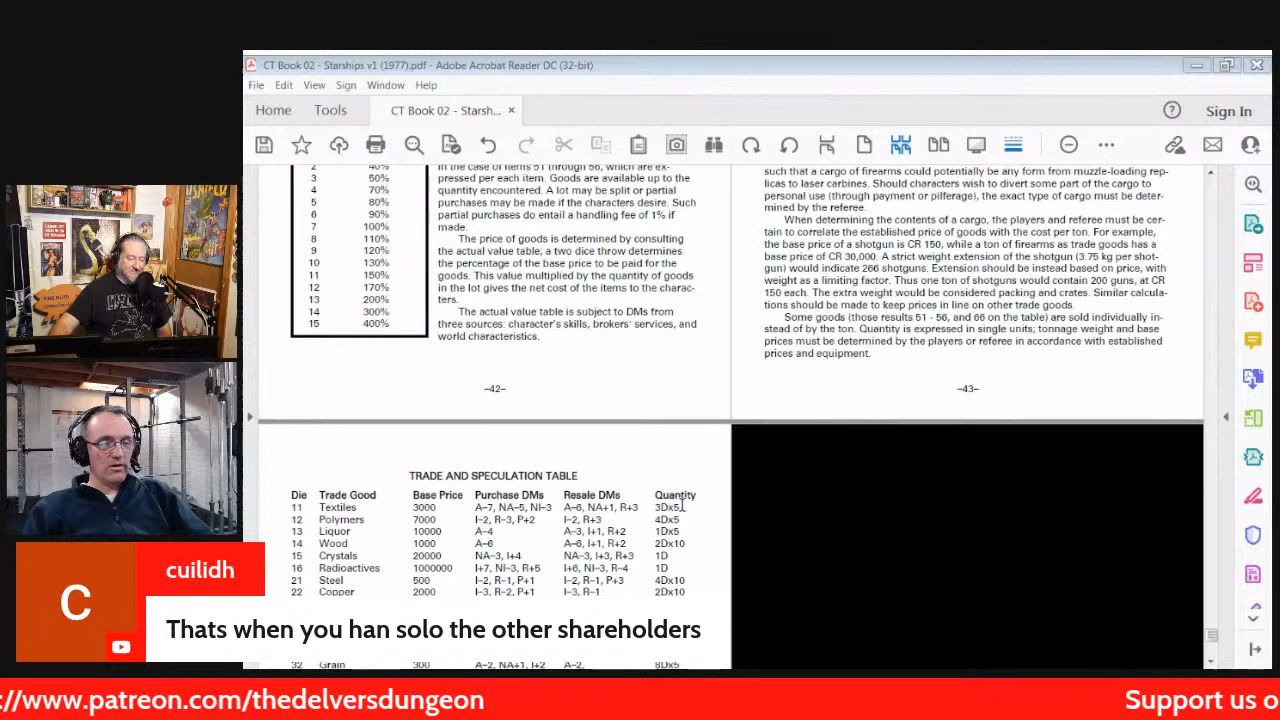 CT Book 02 - Starships v1 (1977).pdf - Adobe Acrobat Reader DC (32-bit)
File Edit View Sign Window Help
Home Tools CT Book 02 - Starsh... × Sign In
2 40%
3 50%
4 70%
5 80%
6 90%
7 100%
8 110%
9 120%
10 130%
11 150%
12 170%
13 200%
14 300%
15 400%
in the case of items 51 through 56, which are ex-
pressed per each item. Goods are available up to the
quantity encountered. A lot may be split or partial
purchases may be made if the characters desire. Such
partial purchases do entail a handling fee of 1% if
made.
The price of goods is determined by consulting
the actual value table; a two dice throw determines
the percentage of the base price to be paid for the
goods. This value multiplied by the quantity of goods
in the lot gives the net cost of the items to the charac-
ters.
The actual value table is subject to DMs from
three sources: character's skills, brokers' services, and
world characteristics.
–42–
such that a cargo of firearms could potentially be any form from muzzle-loading rep-
licas to laser carbines. Should characters wish to divert some part of the cargo to
personal use (through payment or pilferage), the exact type of cargo must be deter-
mined by the referee.
When determining the contents of a cargo, the players and referee must be cer-
tain to correlate the established price of goods with the cost per ton. For example,
the base price of a shotgun is CR 150, while a ton of firearms as trade goods has a
base price of CR 30,000. A strict weight extension of the shotgun (3.75 kg per shot-
gun) would indicate 266 shotguns. Extension should be instead based on price, with
weight as a limiting factor. Thus one ton of shotguns would contain 200 guns, at CR
150 each. The extra weight would be considered packing and crates. Similar calcula-
tions should be made to keep prices in line on other trade goods.
Some goods (those results 51 - 56, and 66 on the table) are sold individually in-
stead of by the ton. Quantity is expressed in single units; tonnage weight and base
prices must be determined by the players or referee in accordance with established
prices and equipment.
–43–
TRADE AND SPECULATION TABLE
Die Trade Good Base Price Purchase DMs Resale DMs Quantity
11 Textiles 3000 A–7, NA–5, NI–3 A–6, NA+1, R+3 3Dx5
12 Polymers 7000 I–2, R–3, P+2 I–2, R+3 4Dx5
13 Liquor 10000 A–4 A–3, I+1, R+2 1Dx5
14 Wood 1000 A–6 A–6, I+1, R+2 2Dx10
15 Crystals 20000 NA–3, I+4 NA–3, I+3, R+3 1D
16 Radioactives 1000000 I+7, NI–3, R+5 I+6, NI–3, R–4 1D
21 Steel 500 I–2, R–1, P+1 I–2, R–1, P+3 4Dx10
22 Copper 2000 I–3, R–2, P+1 I–3, R–1 2Dx10
32 Grain 300 A–2, NA+1, I+2 A–2, 8Dx5
C
cuilidh
Thats when you han solo the other shareholders
://www.patreon.com/thedelversdungeon
Support us o